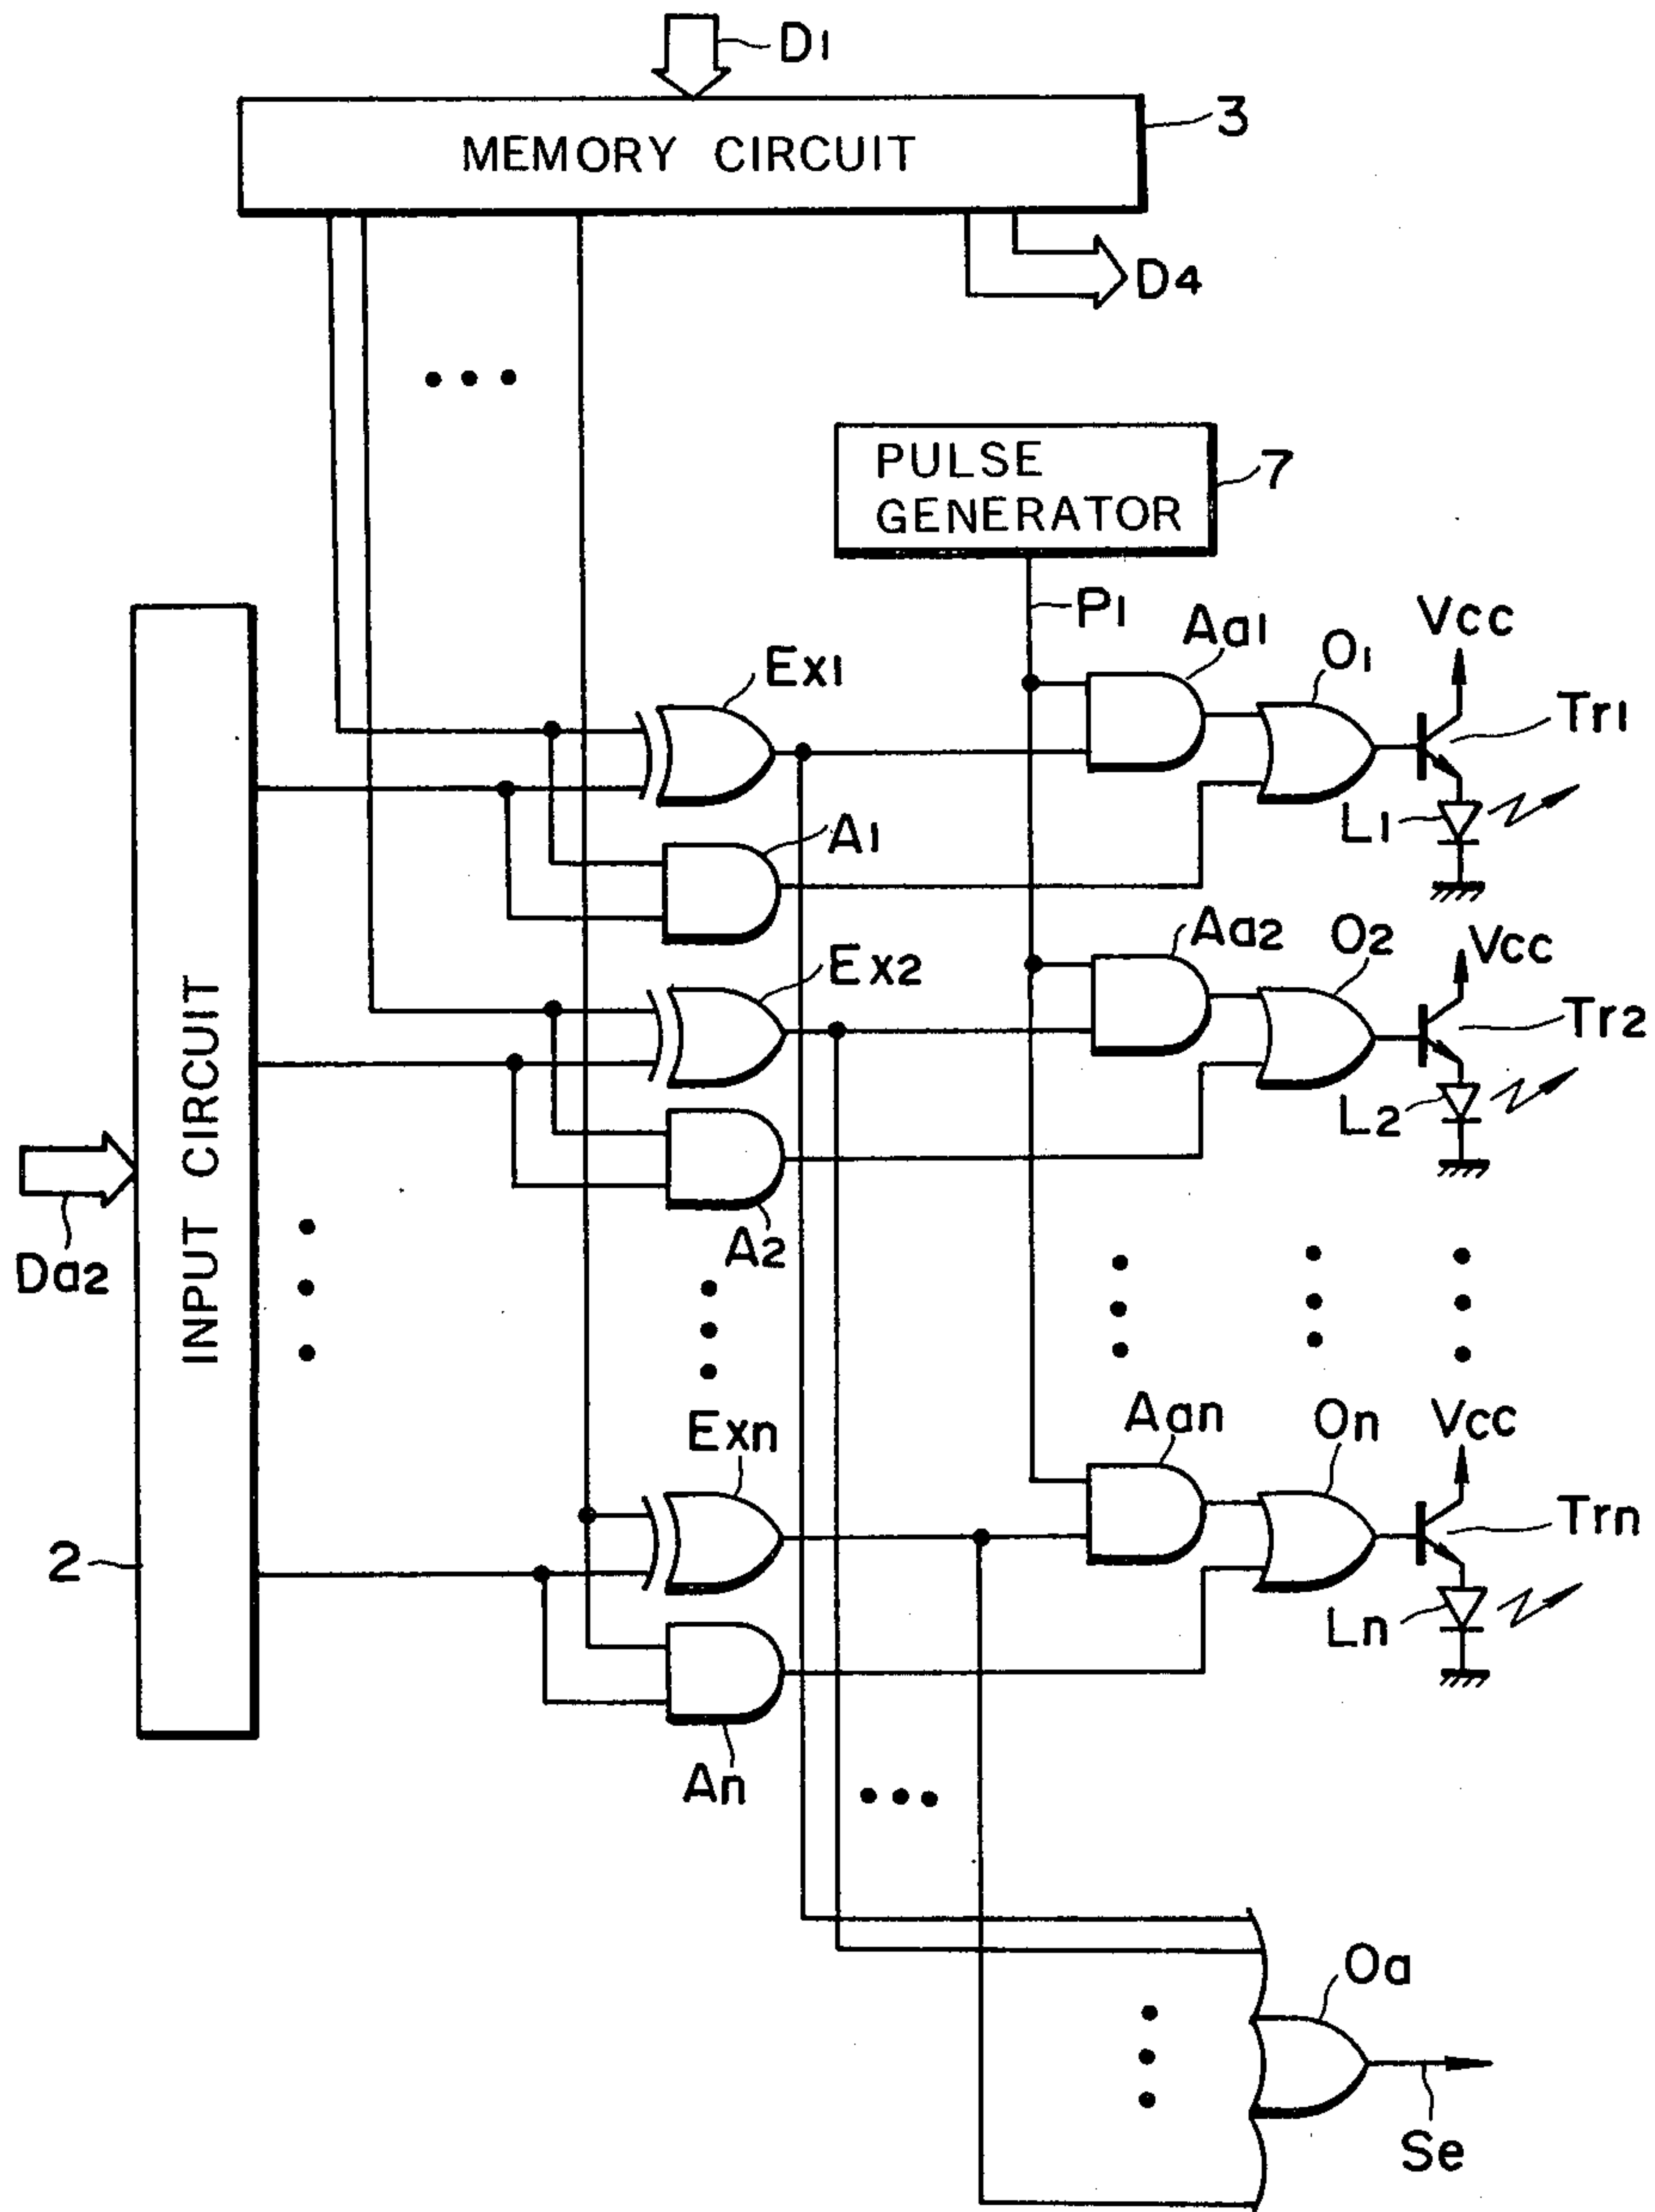 D1
MEMORY CIRCUIT
3
D4
PULSE
GENERATOR
7
P1
Aa1
O1
Vcc
Ex1
Tr1
L1
A1
Aa2
O2
Vcc
Ex2
Tr2
L2
INPUT CIRCUIT
A2
Da2
Exn
Aan
On
Vcc
Trn
2
Ln
An
Oa
Se